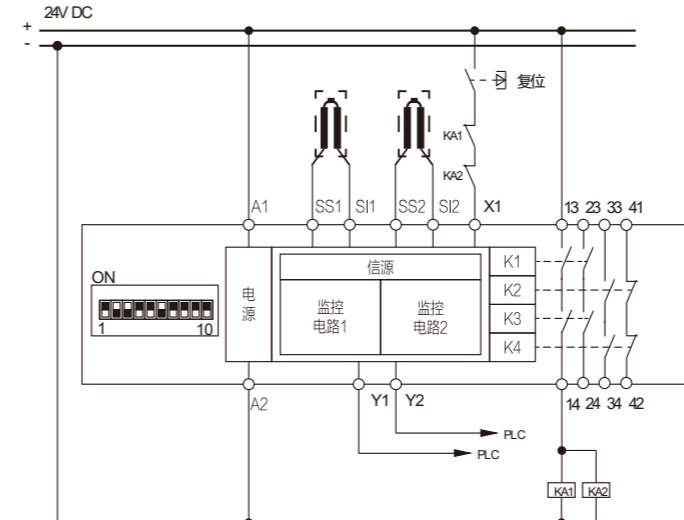 24V DC
+
-
复位
KA1
KA2
A1 SS1 SI1 SS2 SI2 X1 13 23 33 41
ON
1 10
电源
信源
监控电路1
监控电路2
K1
K2
K3
K4
A2 Y1 Y2 14 24 34 42
PLC
PLC
KA1 KA2